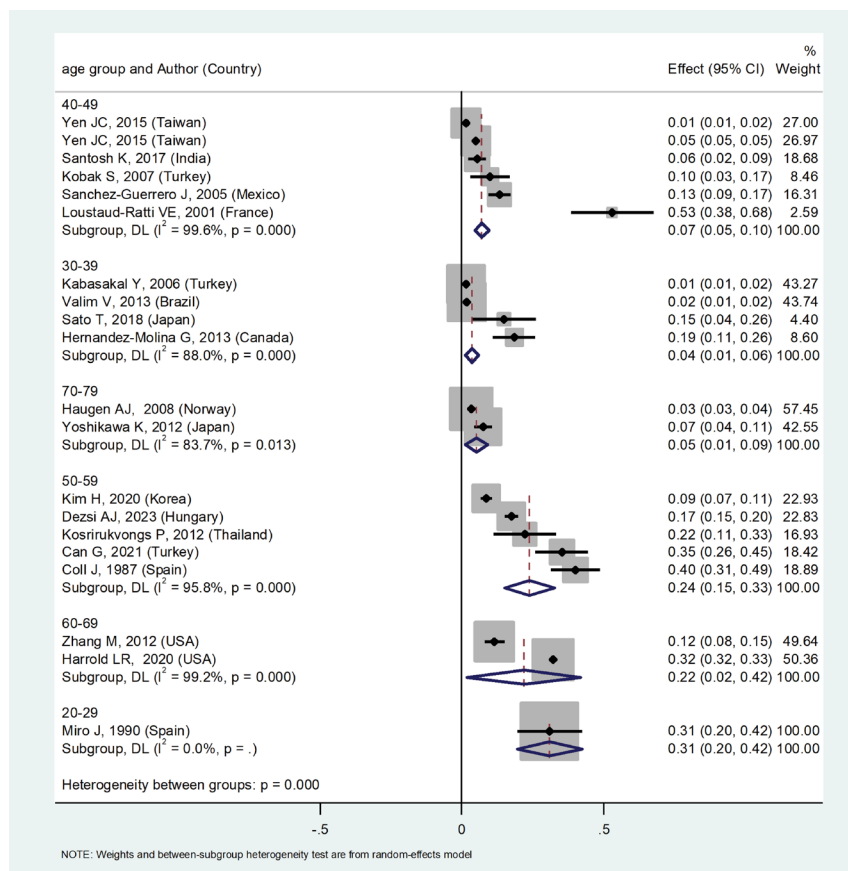 %
age group and Author (Country) Effect (95% CI) Weight
40-49
Yen JC, 2015 (Taiwan) 0.01 (0.01, 0.02) 27.00
Yen JC, 2015 (Taiwan) 0.05 (0.05, 0.05) 26.97
Santosh K, 2017 (India) 0.06 (0.02, 0.09) 18.68
Kobak S, 2007 (Turkey) 0.10 (0.03, 0.17) 8.46
Sanchez-Guerrero J, 2005 (Mexico) 0.13 (0.09, 0.17) 16.31
Loustaud-Ratti VE, 2001 (France) 0.53 (0.38, 0.68) 2.59
Subgroup, DL (I² = 99.6%, p = 0.000) 0.07 (0.05, 0.10) 100.00
30-39
Kabasakal Y, 2006 (Turkey) 0.01 (0.01, 0.02) 43.27
Valim V, 2013 (Brazil) 0.02 (0.01, 0.02) 43.74
Sato T, 2018 (Japan) 0.15 (0.04, 0.26) 4.40
Hernandez-Molina G, 2013 (Canada) 0.19 (0.11, 0.26) 8.60
Subgroup, DL (I² = 88.0%, p = 0.000) 0.04 (0.01, 0.06) 100.00
70-79
Haugen AJ, 2008 (Norway) 0.03 (0.03, 0.04) 57.45
Yoshikawa K, 2012 (Japan) 0.07 (0.04, 0.11) 42.55
Subgroup, DL (I² = 83.7%, p = 0.013) 0.05 (0.01, 0.09) 100.00
50-59
Kim H, 2020 (Korea) 0.09 (0.07, 0.11) 22.93
Dezsi AJ, 2023 (Hungary) 0.17 (0.15, 0.20) 22.83
Kosrirukvongs P, 2012 (Thailand) 0.22 (0.11, 0.33) 16.93
Can G, 2021 (Turkey) 0.35 (0.26, 0.45) 18.42
Coll J, 1987 (Spain) 0.40 (0.31, 0.49) 18.89
Subgroup, DL (I² = 95.8%, p = 0.000) 0.24 (0.15, 0.33) 100.00
60-69
Zhang M, 2012 (USA) 0.12 (0.08, 0.15) 49.64
Harrold LR, 2020 (USA) 0.32 (0.32, 0.33) 50.36
Subgroup, DL (I² = 99.2%, p = 0.000) 0.22 (0.02, 0.42) 100.00
20-29
Miro J, 1990 (Spain) 0.31 (0.20, 0.42) 100.00
Subgroup, DL (I² = 0.0%, p = .) 0.31 (0.20, 0.42) 100.00
Heterogeneity between groups: p = 0.000
-.5 0 .5
NOTE: Weights and between-subgroup heterogeneity test are from random-effects model